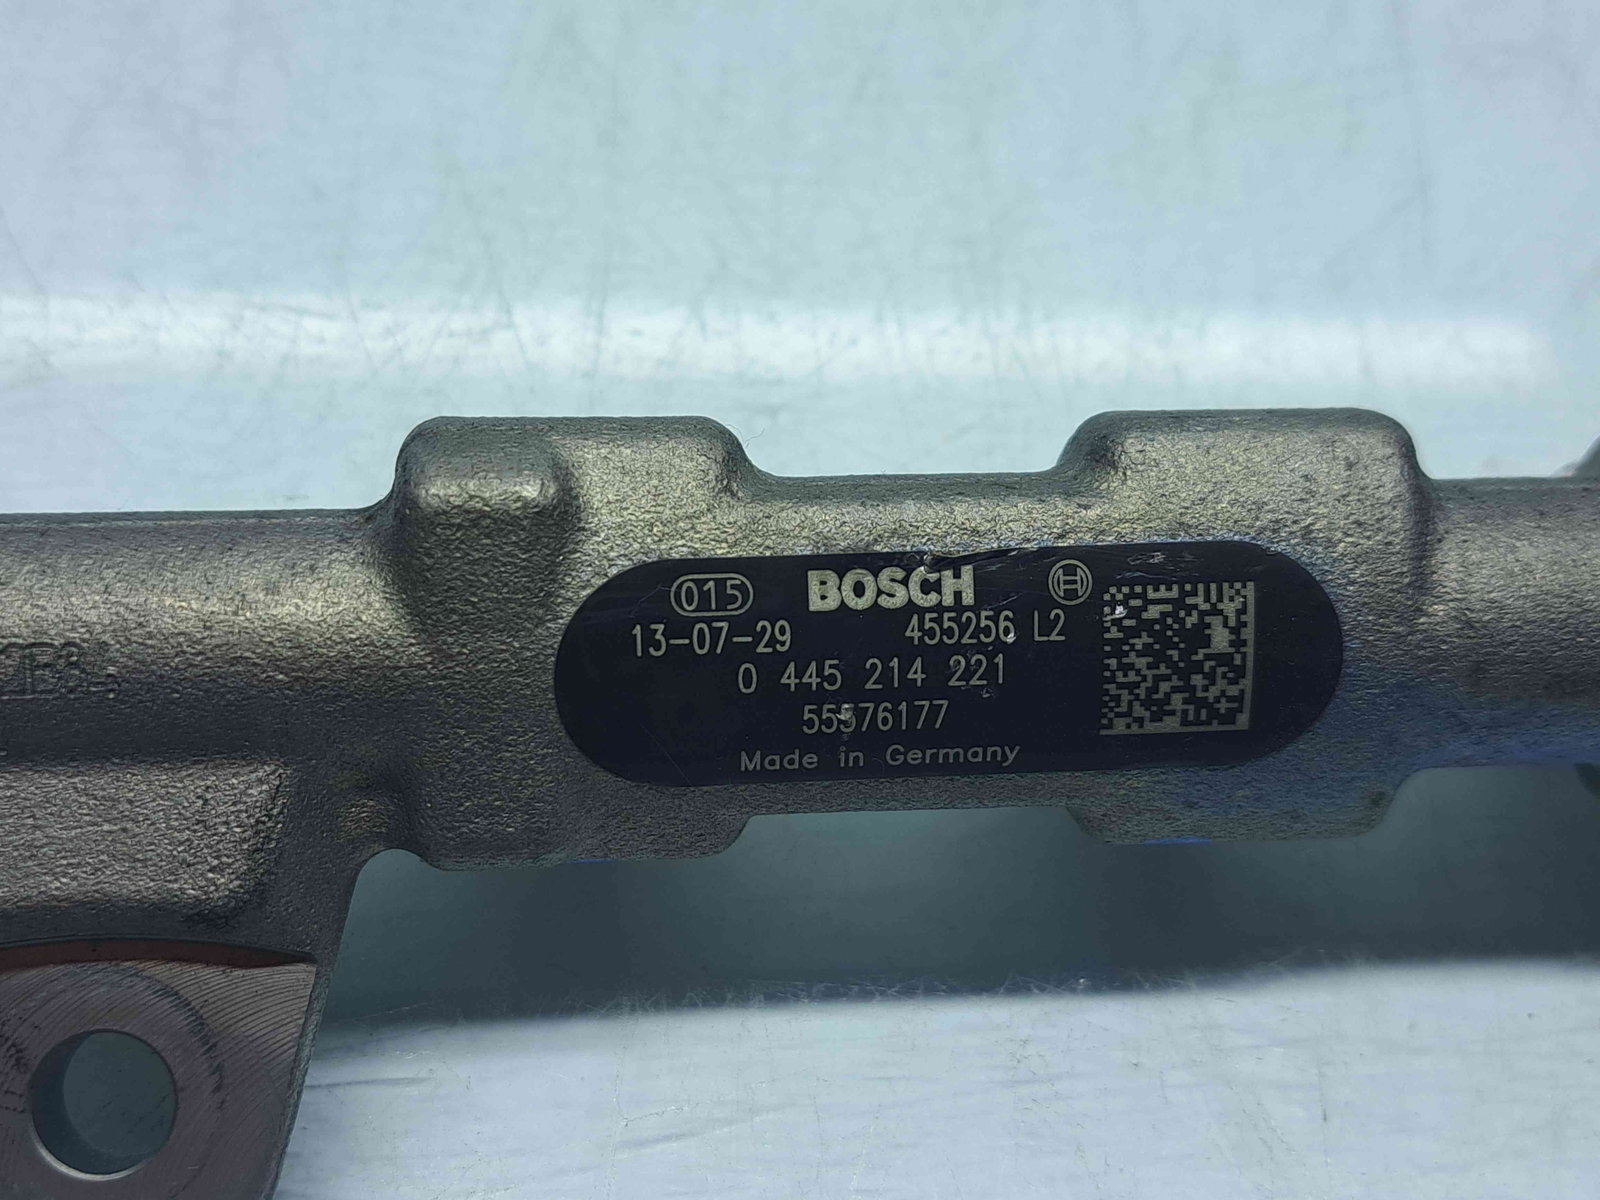 015 BOSCH
13-07-29 455256 L2
0 445 214 221
55576177
Made in Germany